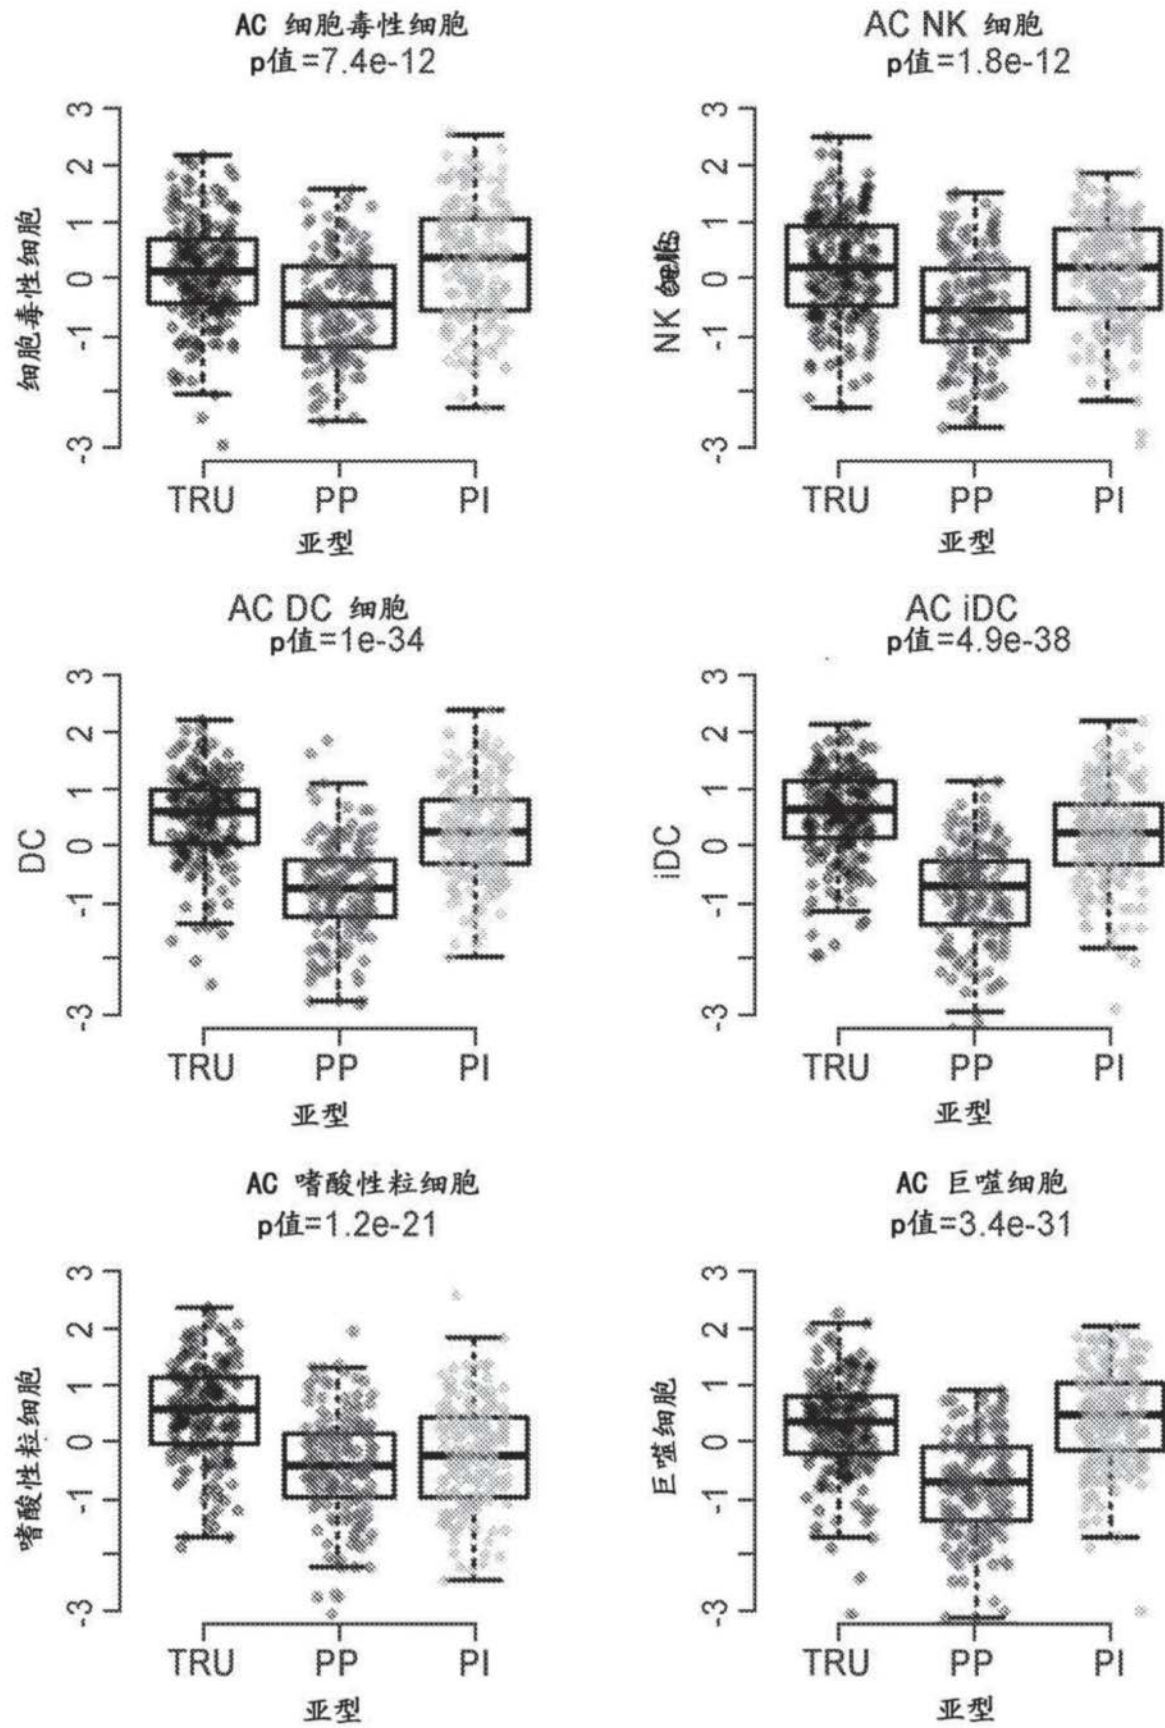 AC 细胞毒性细胞
p值=7.4e-12
细胞毒性细胞
3
2
1
0
-1
-3
TRU PP PI
亚型
AC NK 细胞
p值=1.8e-12
NK
3
2
1
0
-1
-3
TRU PP PI
亚型
AC DC 细胞
p值=1e-34
DC
3
2
1
0
-1
-3
TRU PP PI
亚型
AC iDC
p值=4.9e-38
iDC
3
2
1
0
-1
-3
TRU PP PI
亚型
AC 嗜酸性粒细胞
p值=1.2e-21
嗜酸性粒细胞
3
2
1
0
-1
-3
TRU PP PI
亚型
AC 巨噬细胞
p值=3.4e-31
巨噬细胞
3
2
1
0
-1
-3
TRU PP PI
亚型